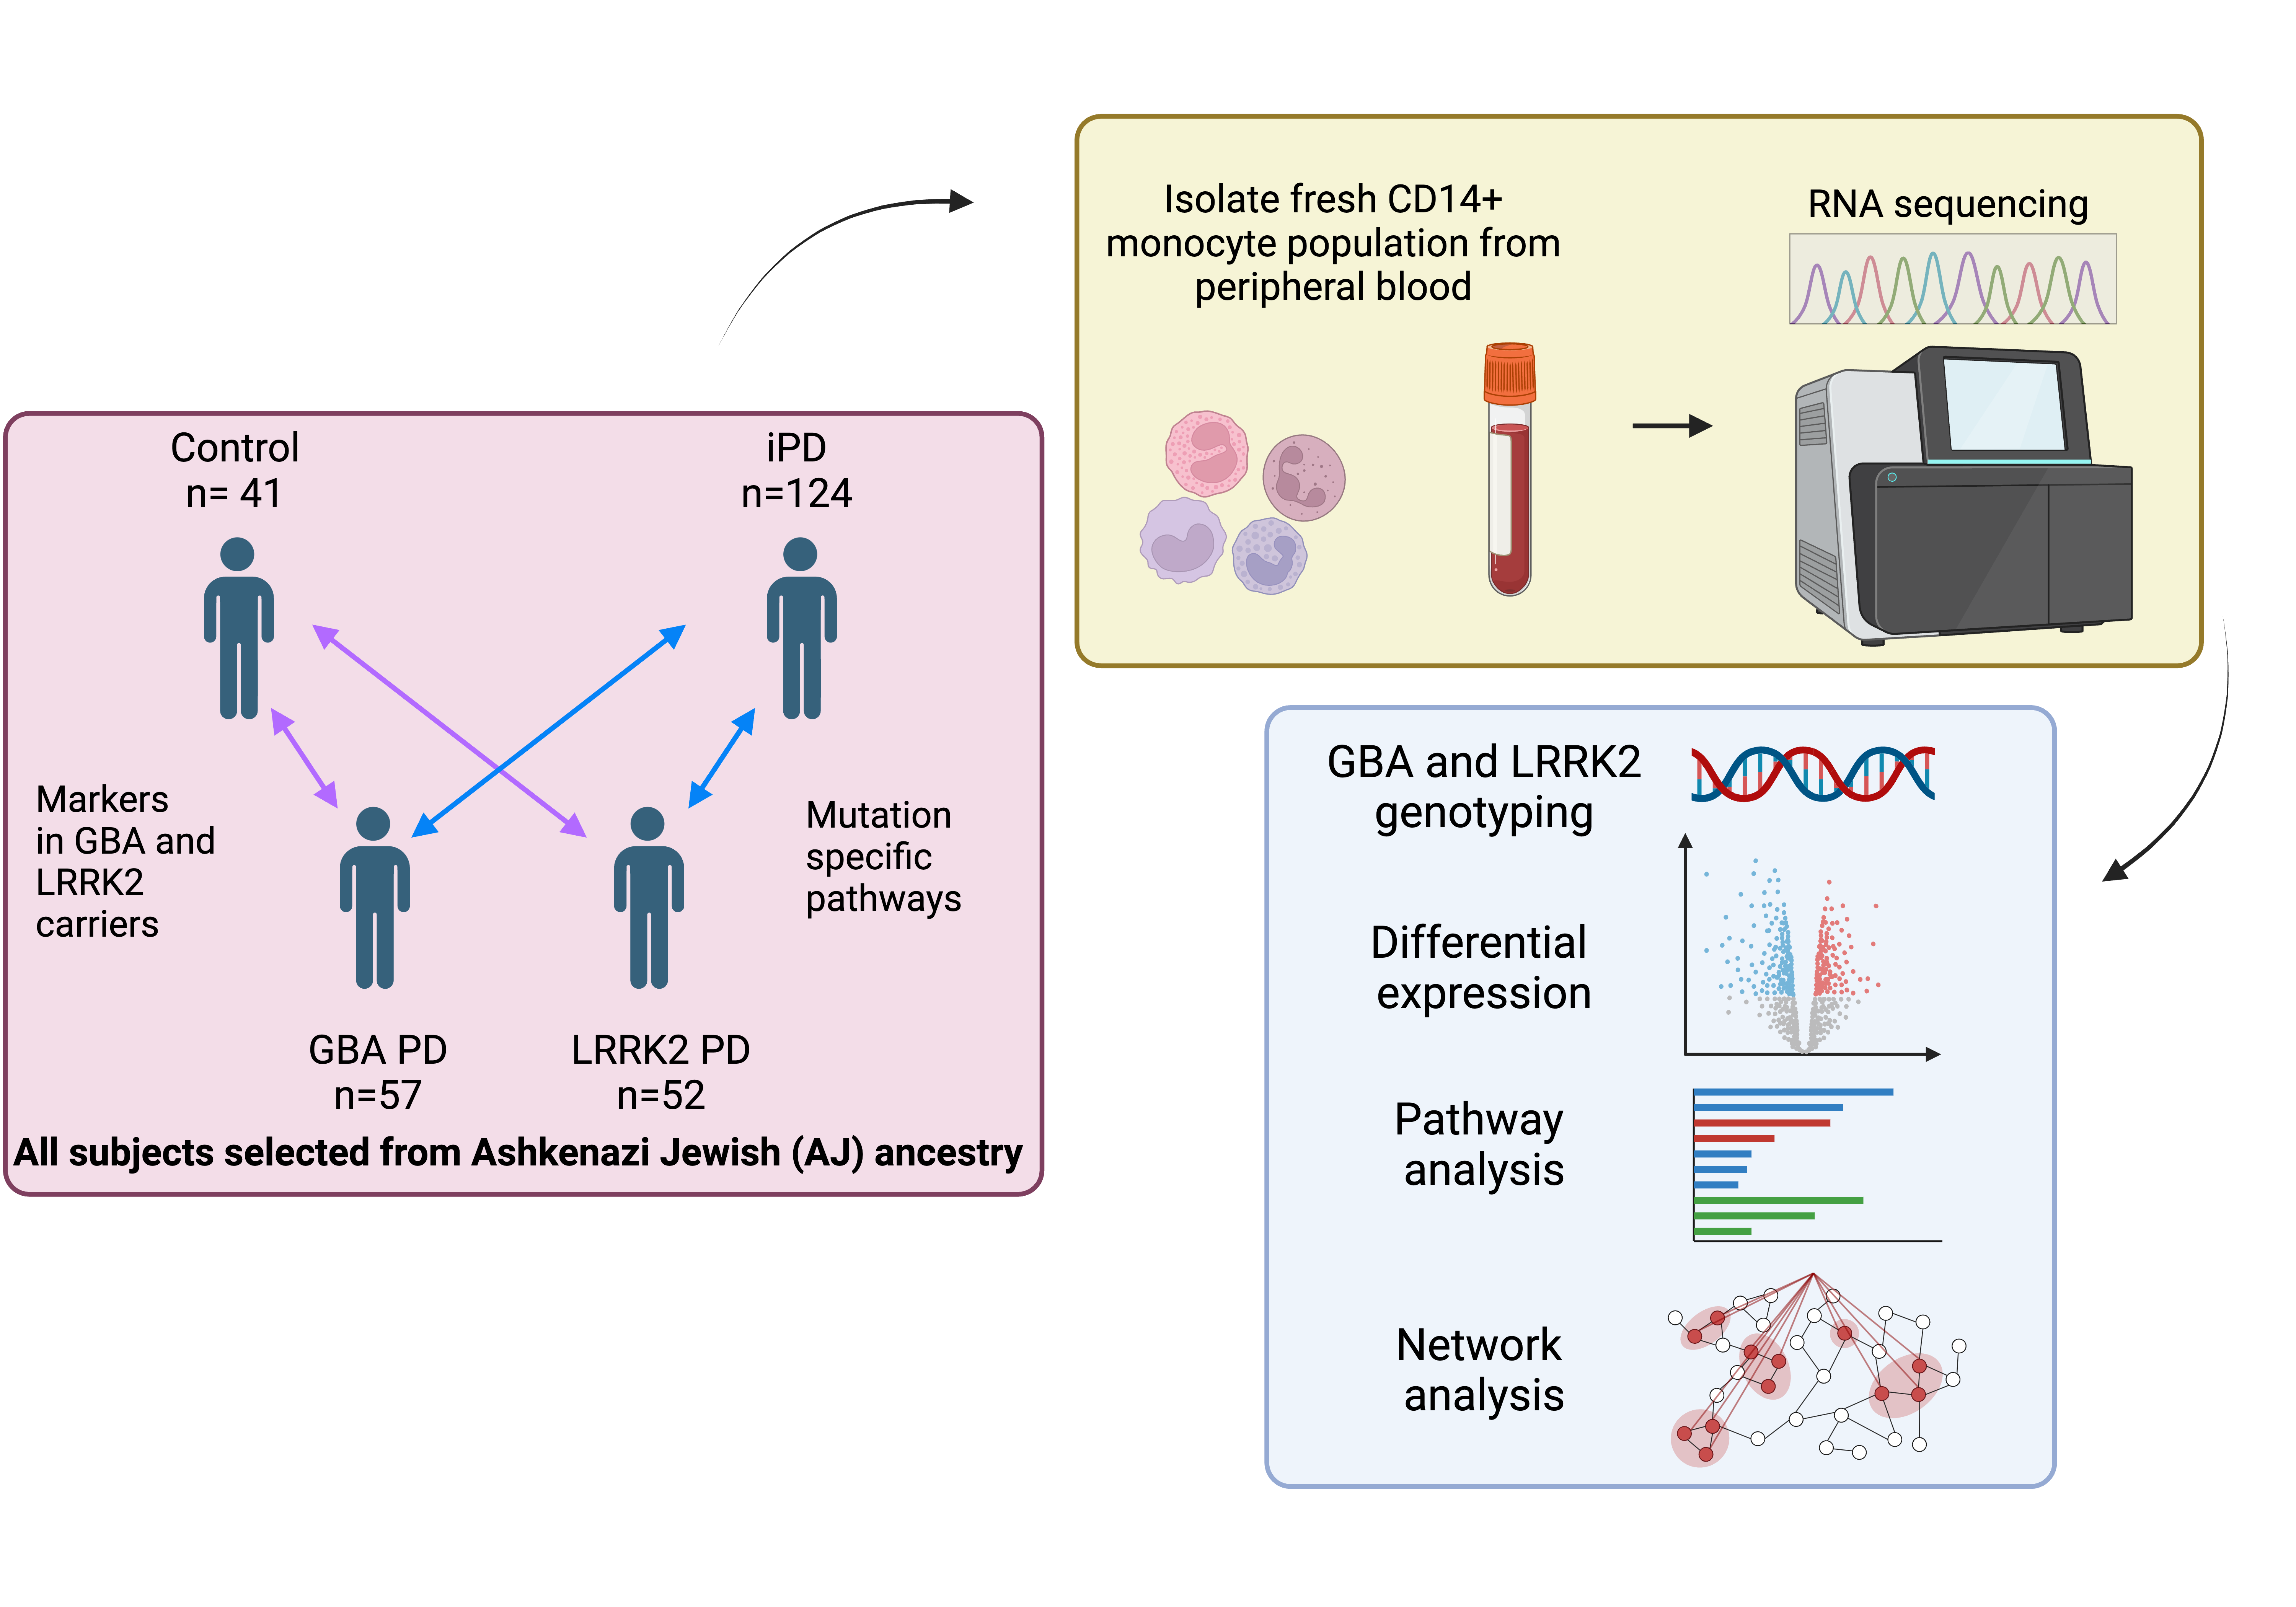 Control
n= 41
iPD
n=124
Markers
in GBA and
LRRK2
carriers
Mutation
specific
pathways
GBA PD
n=57
LRRK2 PD
n=52
All subjects selected from Ashkenazi Jewish (AJ) ancestry
Isolate fresh CD14+
monocyte population from
peripheral blood
RNA sequencing
GBA and LRRK2
genotyping
Differential
expression
Pathway
analysis
Network
analysis